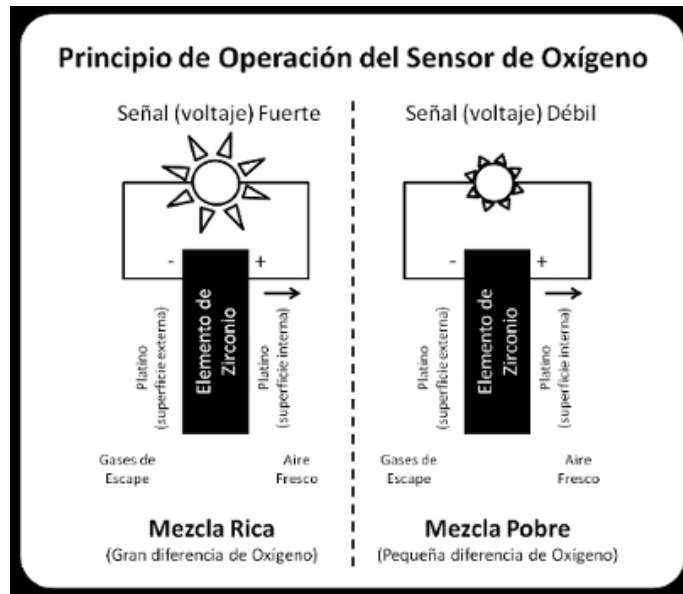 Principio de Operación del Sensor de Oxígeno
Señal (voltaje) Fuerte
- +
Platino
(superficie externa)
Elemento de
Zirconio
Platino
(superficie interna)
Gases de
Escape
Aire
Fresco
Mezcla Rica
(Gran diferencia de Oxígeno)
Señal (voltaje) Débil
- +
Platino
(superficie externa)
Elemento de
Zirconio
Platino
(superficie interna)
Gases de
Escape
Aire
Fresco
Mezcla Pobre
(Pequeña diferencia de Oxígeno)